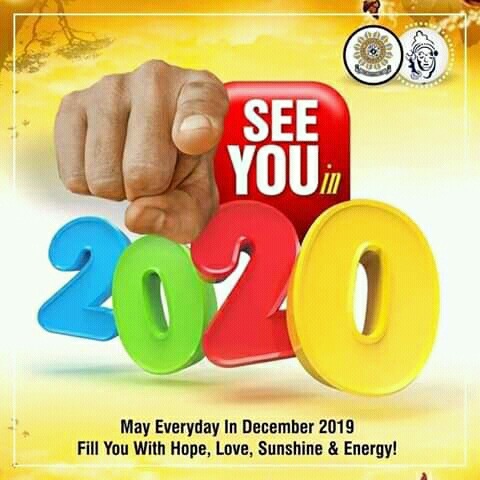 SEE
YOU in
2020
May Everyday In December 2019
Fill You With Hope, Love, Sunshine & Energy!